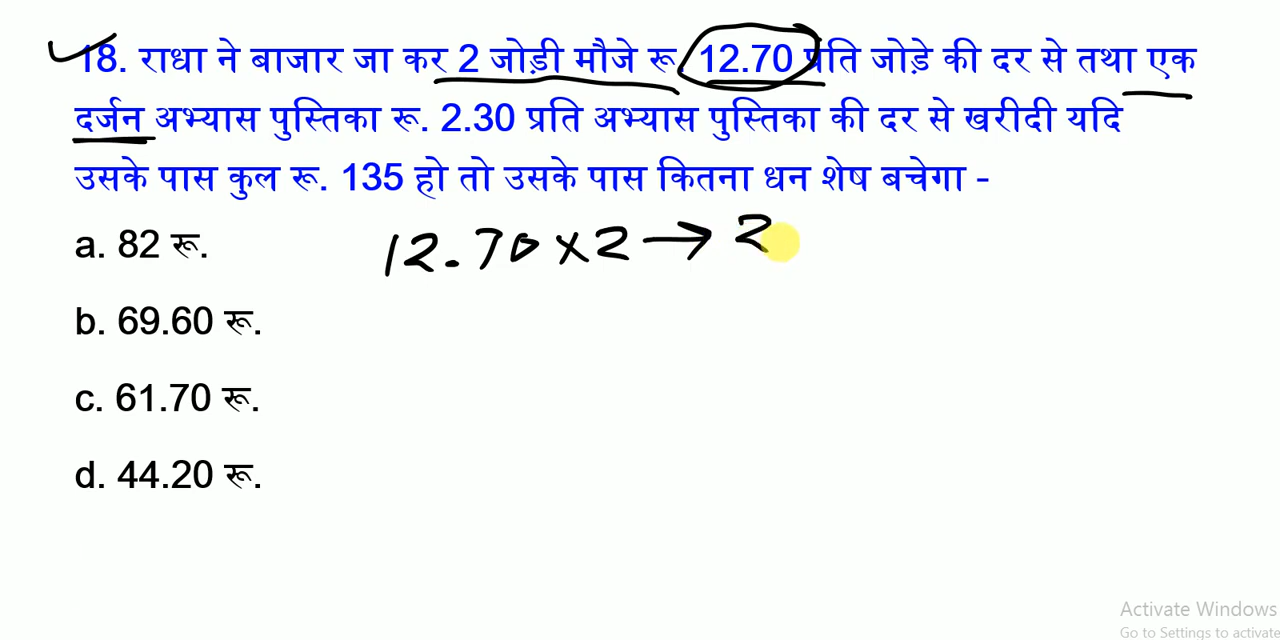 18. राधा ने बाजार जा कर 2 जोड़ी मौजे रू. 12.70 प्रति जोड़े की दर से तथा एक
दर्जन अभ्यास पुस्तिका रू. 2.30 प्रति अभ्यास पुस्तिका की दर से खरीदी यदि
उसके पास कुल रू. 135 हो तो उसके पास कितना धन शेष बचेगा -
a. 82 रू.
12.70 × 2 → 2
b. 69.60 रू.
c. 61.70 रू.
d. 44.20 रू.
Activate Windows
Go to Settings to activate